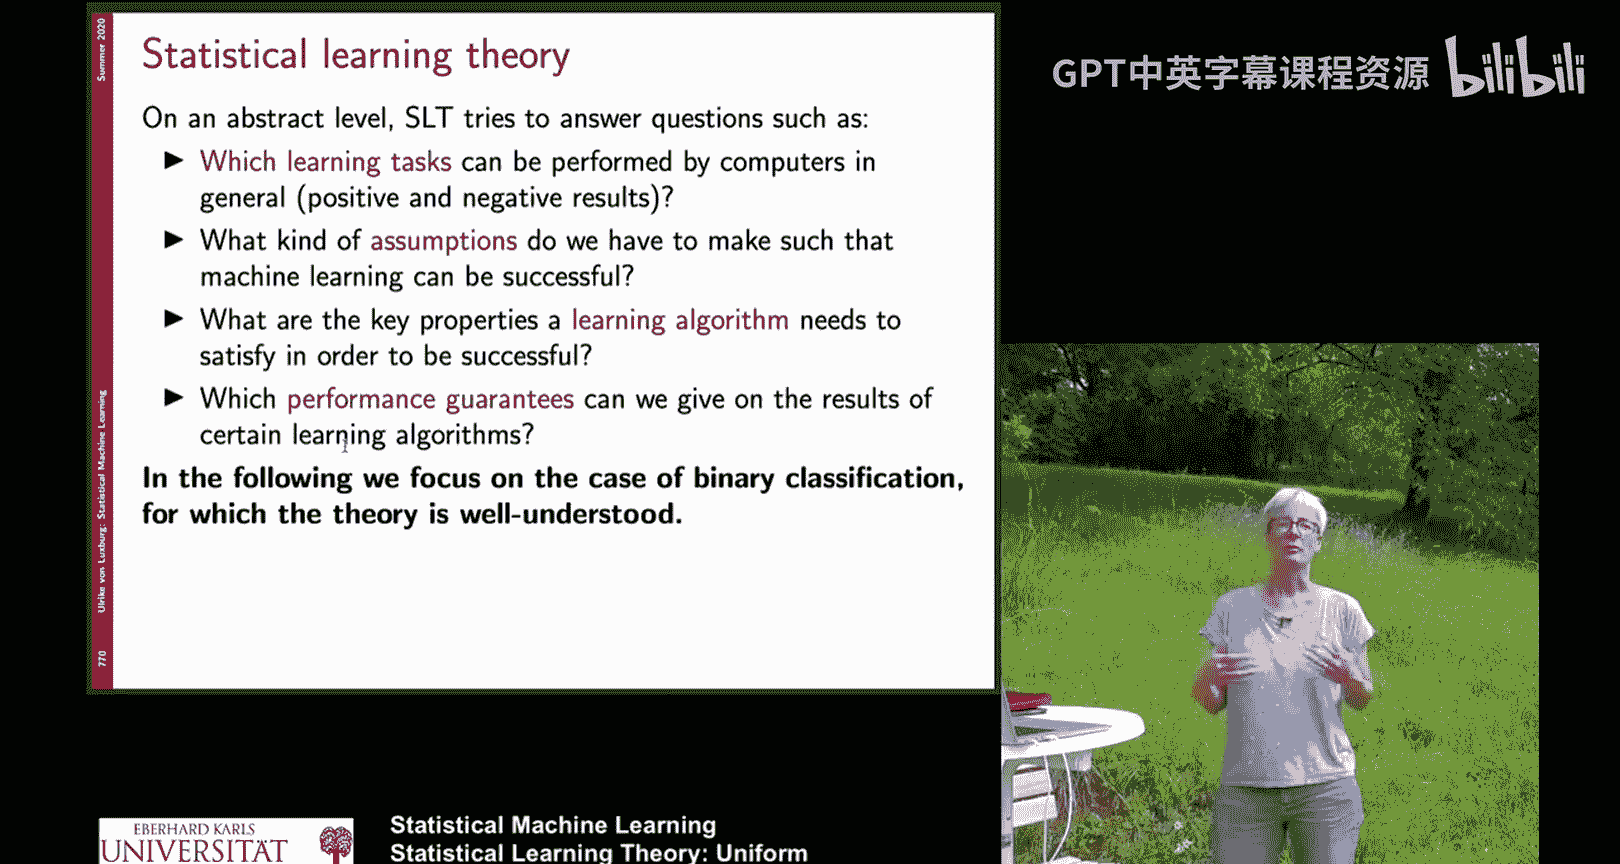 Statistical learning theory
On an abstract level, SLT tries to answer questions such as:
▶ Which learning tasks can be performed by computers in
general (positive and negative results)?
▶ What kind of assumptions do we have to make such that
machine learning can be successful?
▶ What are the key properties a learning algorithm needs to
satisfy in order to be successful?
▶ Which performance guarantees can we give on the results of
certain learning algorithms?
In the following we focus on the case of binary classification,
for which the theory is well-understood.
Summer 2020
Ulrike von Luxburg: Statistical Machine Learning
770
GPT中英字幕课程资源 bilibili
EBERHARD KARLS
UNIVERSITÄT
Statistical Machine Learning
Statistical Learning Theory: Uniform